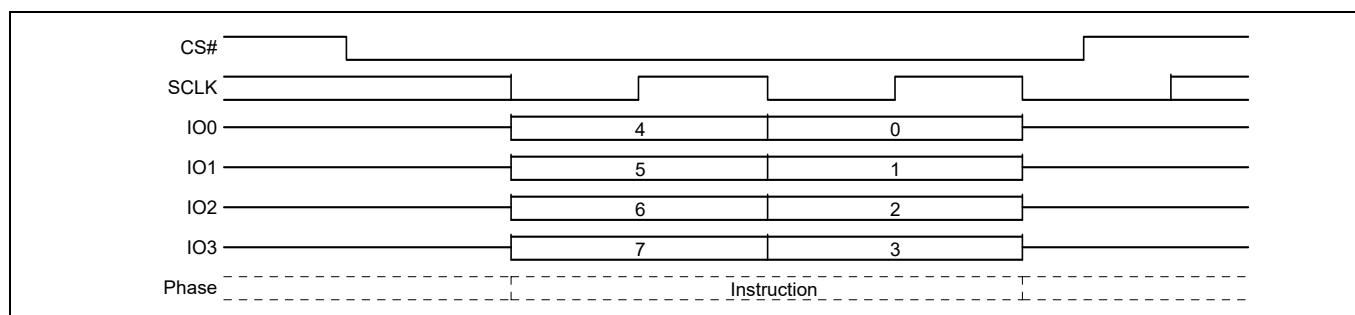 CS#
SCLK
IO0 4 0
IO1 5 1
IO2 6 2
IO3 7 3
Phase Instruction